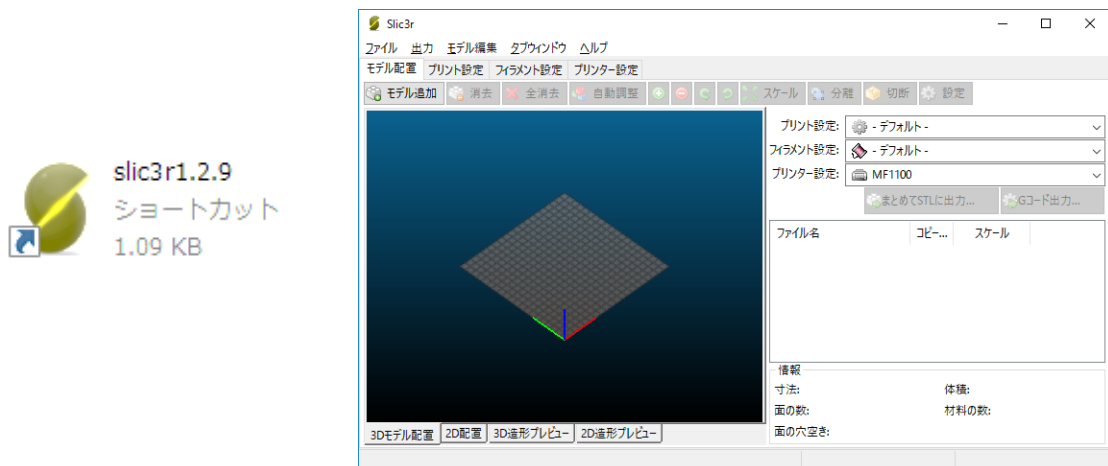 slic3r1.2.9
ショートカット
1.09 KB
Slic3r
ファイル 出力 モデル編集 タブウィンドウ ヘルプ
モデル配置 プリント設定 フィラメント設定 プリンター設定
モデル追加 消去 全消去 自動調整 スケール 分離 切断 設定
プリント設定: - デフォルト -
フィラメント設定: - デフォルト -
プリンター設定: MF1100
まとめてSTLに出力... Gコード出力...
ファイル名 コピー... スケール
情報
寸法: 体積:
面の数: 材料の数:
面の穴空き:
3Dモデル配置 2D配置 3D造形プレビュー 2D造形プレビュー